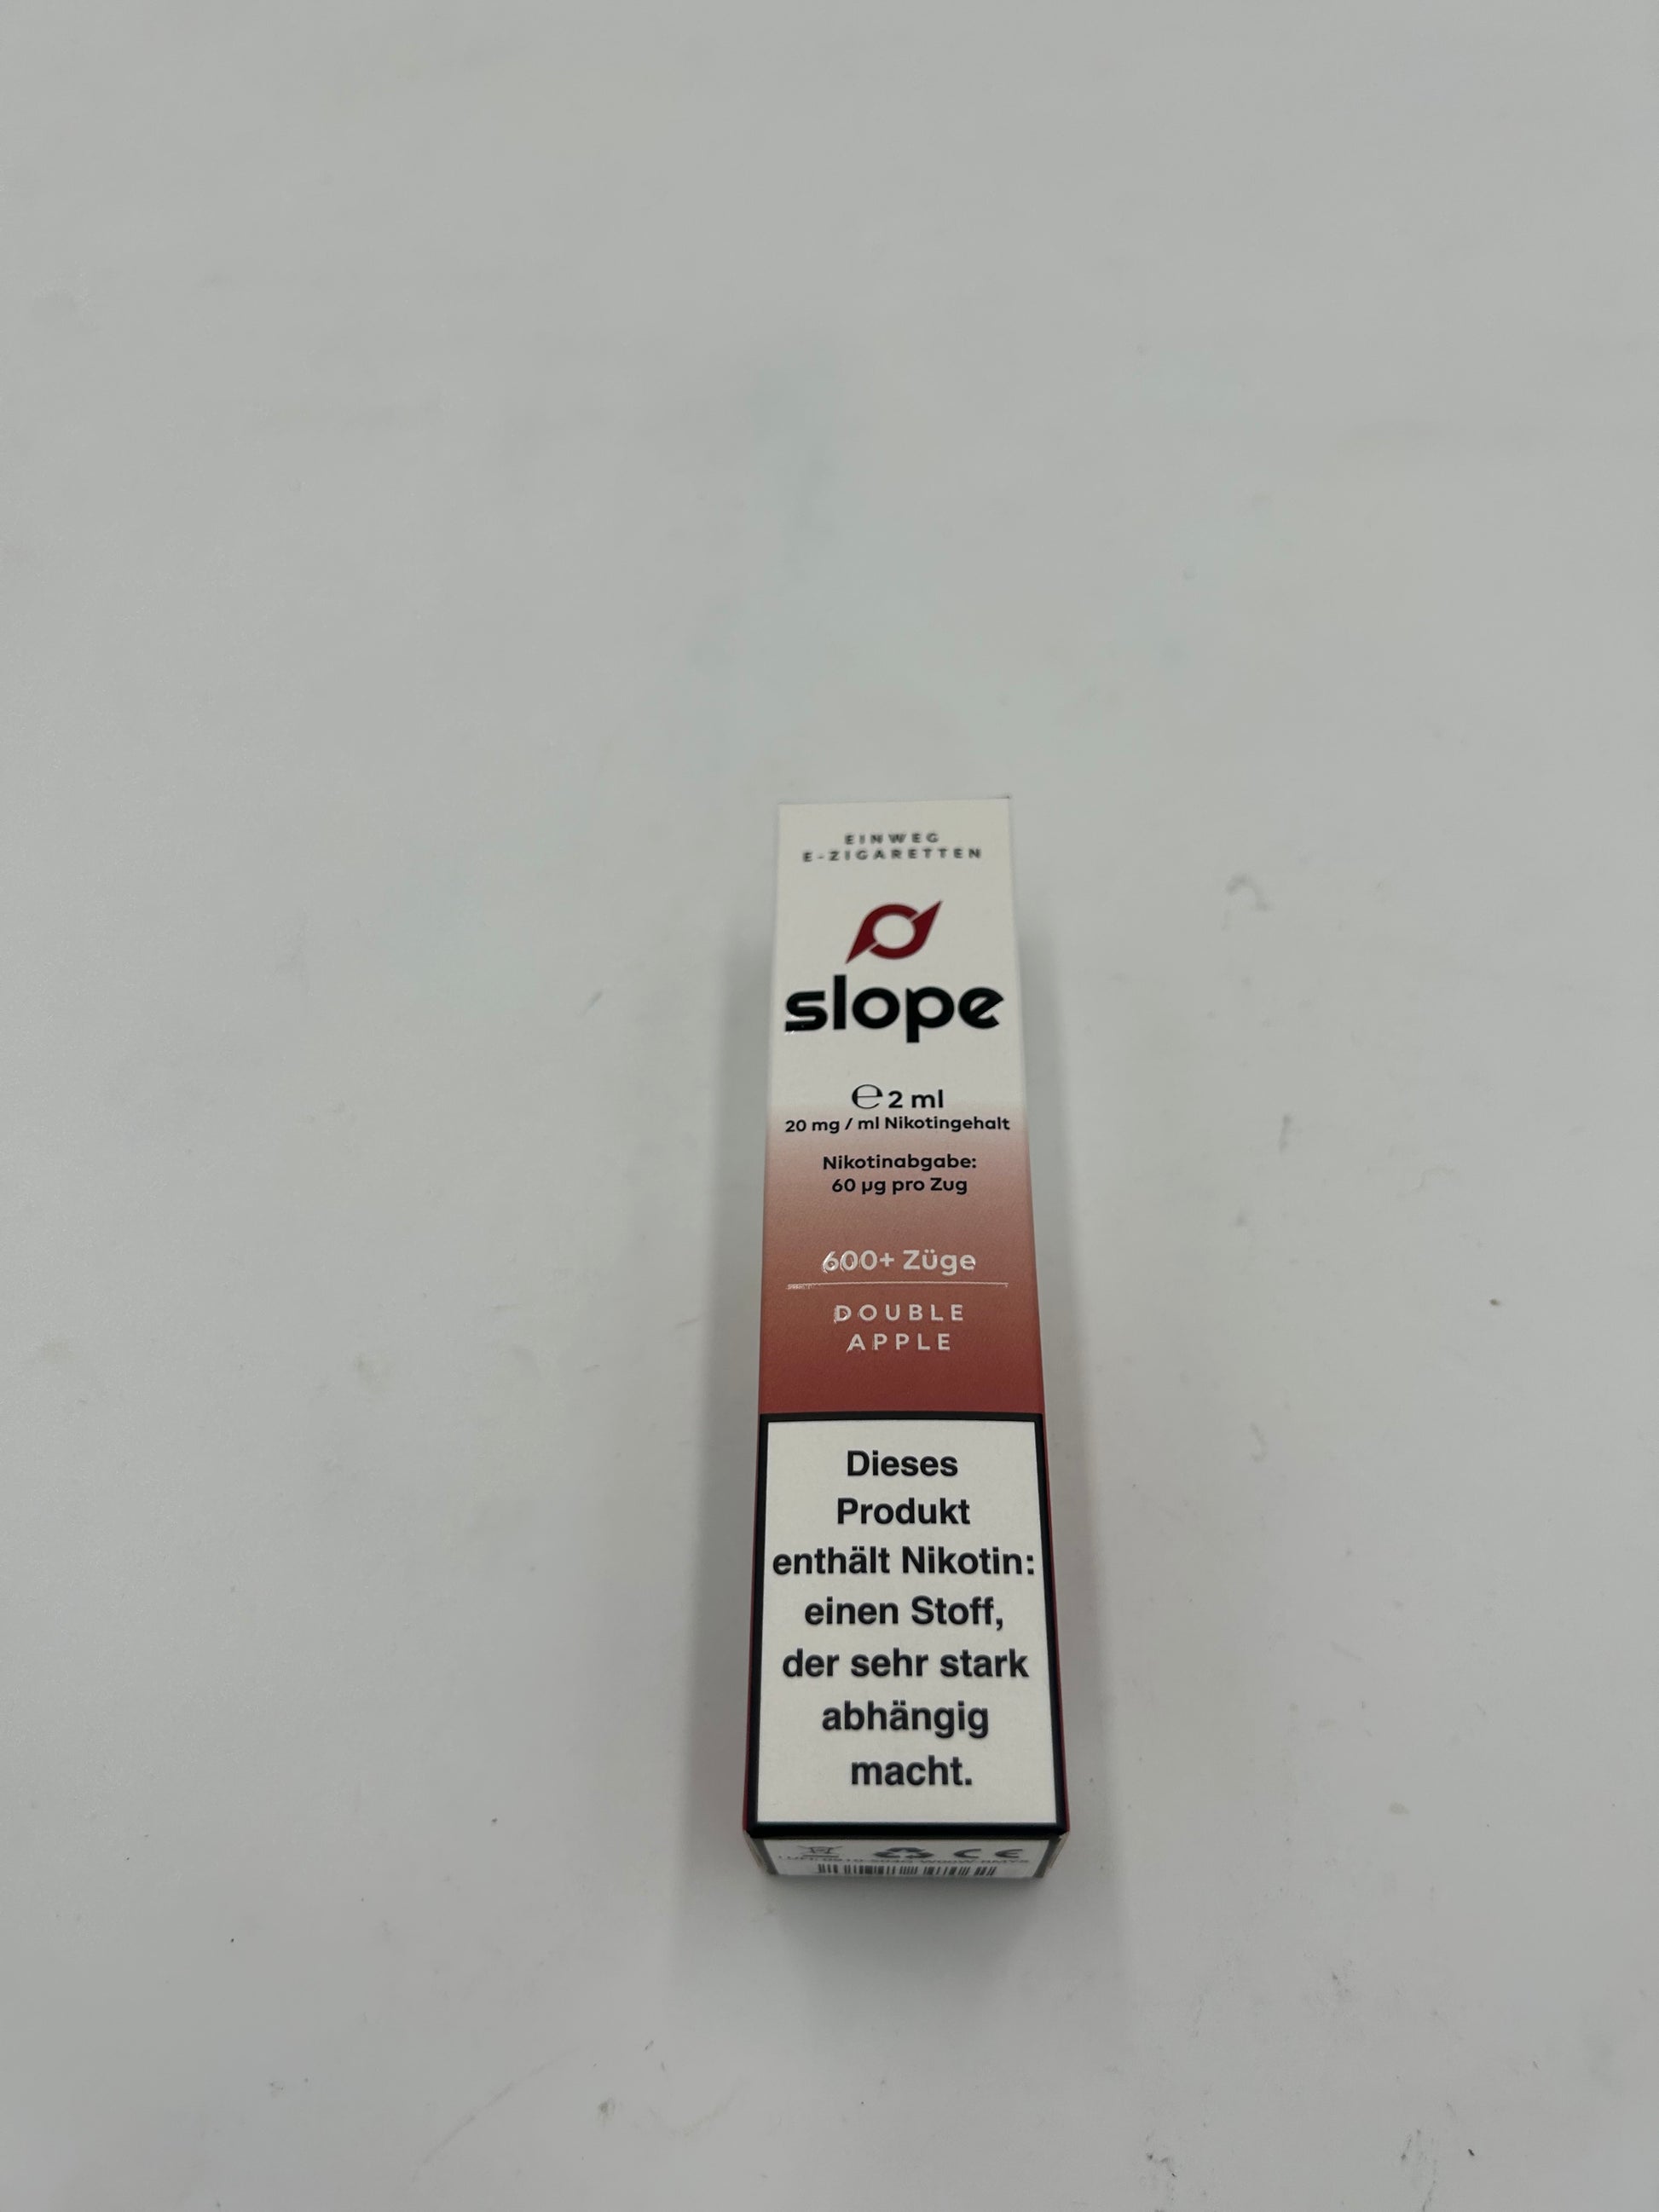 EINWEG
E-ZIGARETTEN
slope
℮ 2 ml
20 mg / ml Nikotingehalt
Nikotinabgabe:
60 µg pro Zug
600+ Züge
DOUBLE
APPLE
Dieses
Produkt
enthält Nikotin:
einen Stoff,
der sehr stark
abhängig
macht.
CE